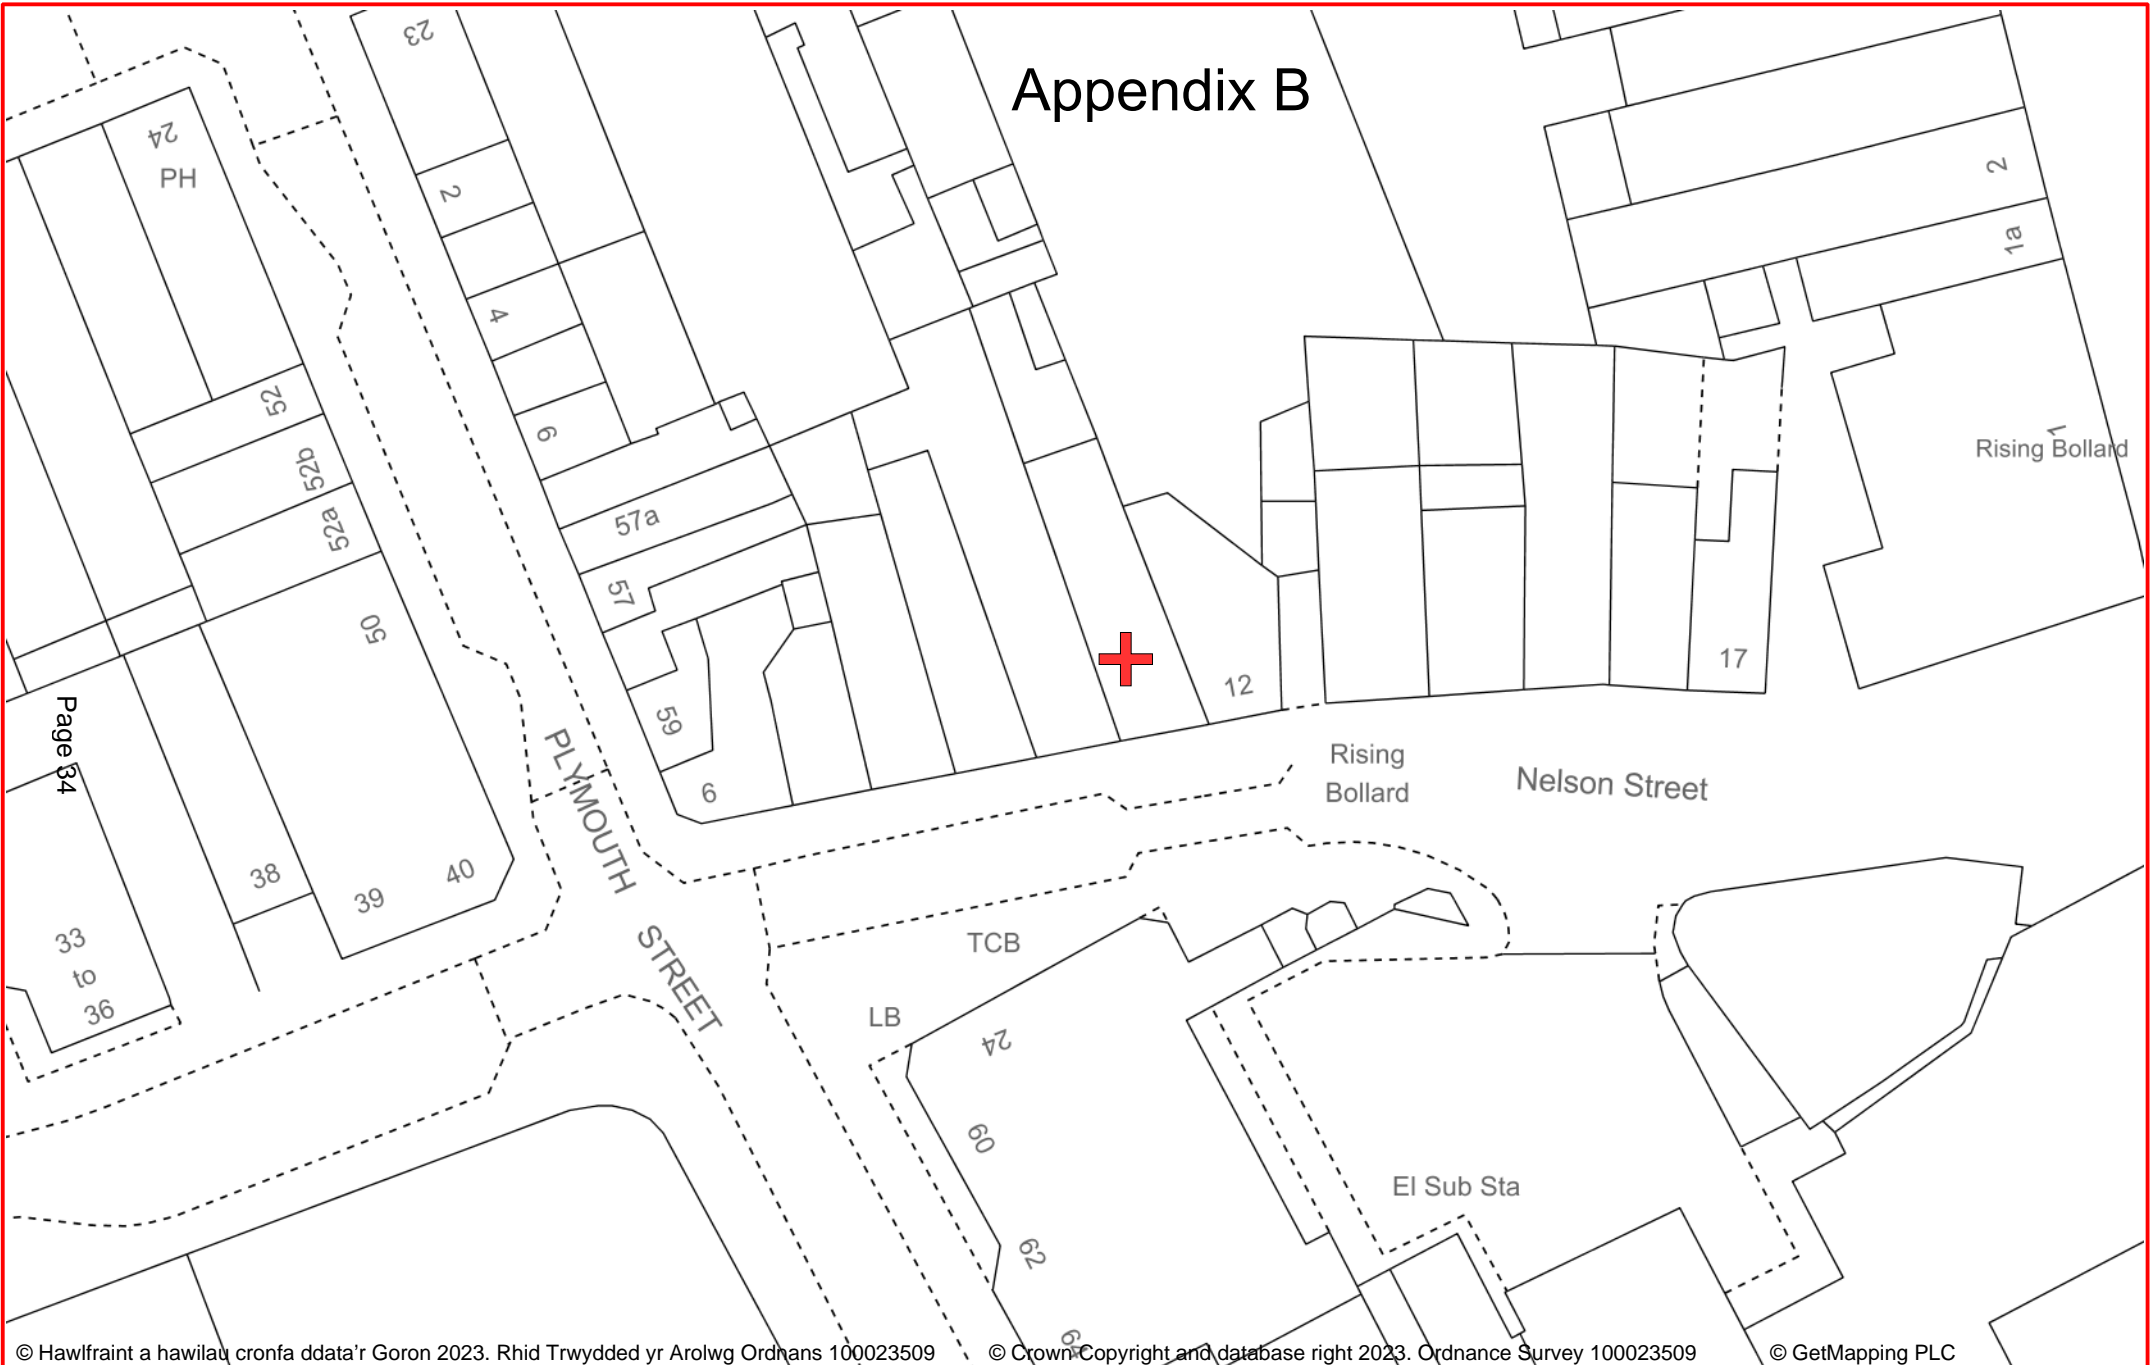 23
Appendix B
24
PH
2
2
1a
4
52
6
1
Rising Bollard
52b
57a
52a
57
50
17
12
59
Page 34
PLYMOUTH STREET
6
Rising
Bollard
Nelson Street
38
40
39
33
to
36
TCB
LB
24
60
El Sub Sta
62
64
© Hawlfraint a hawilau cronfa ddata'r Goron 2023. Rhid Trwydded yr Arolwg Ordnans 100023509 © Crown Copyright and database right 2023. Ordnance Survey 100023509 © GetMapping PLC